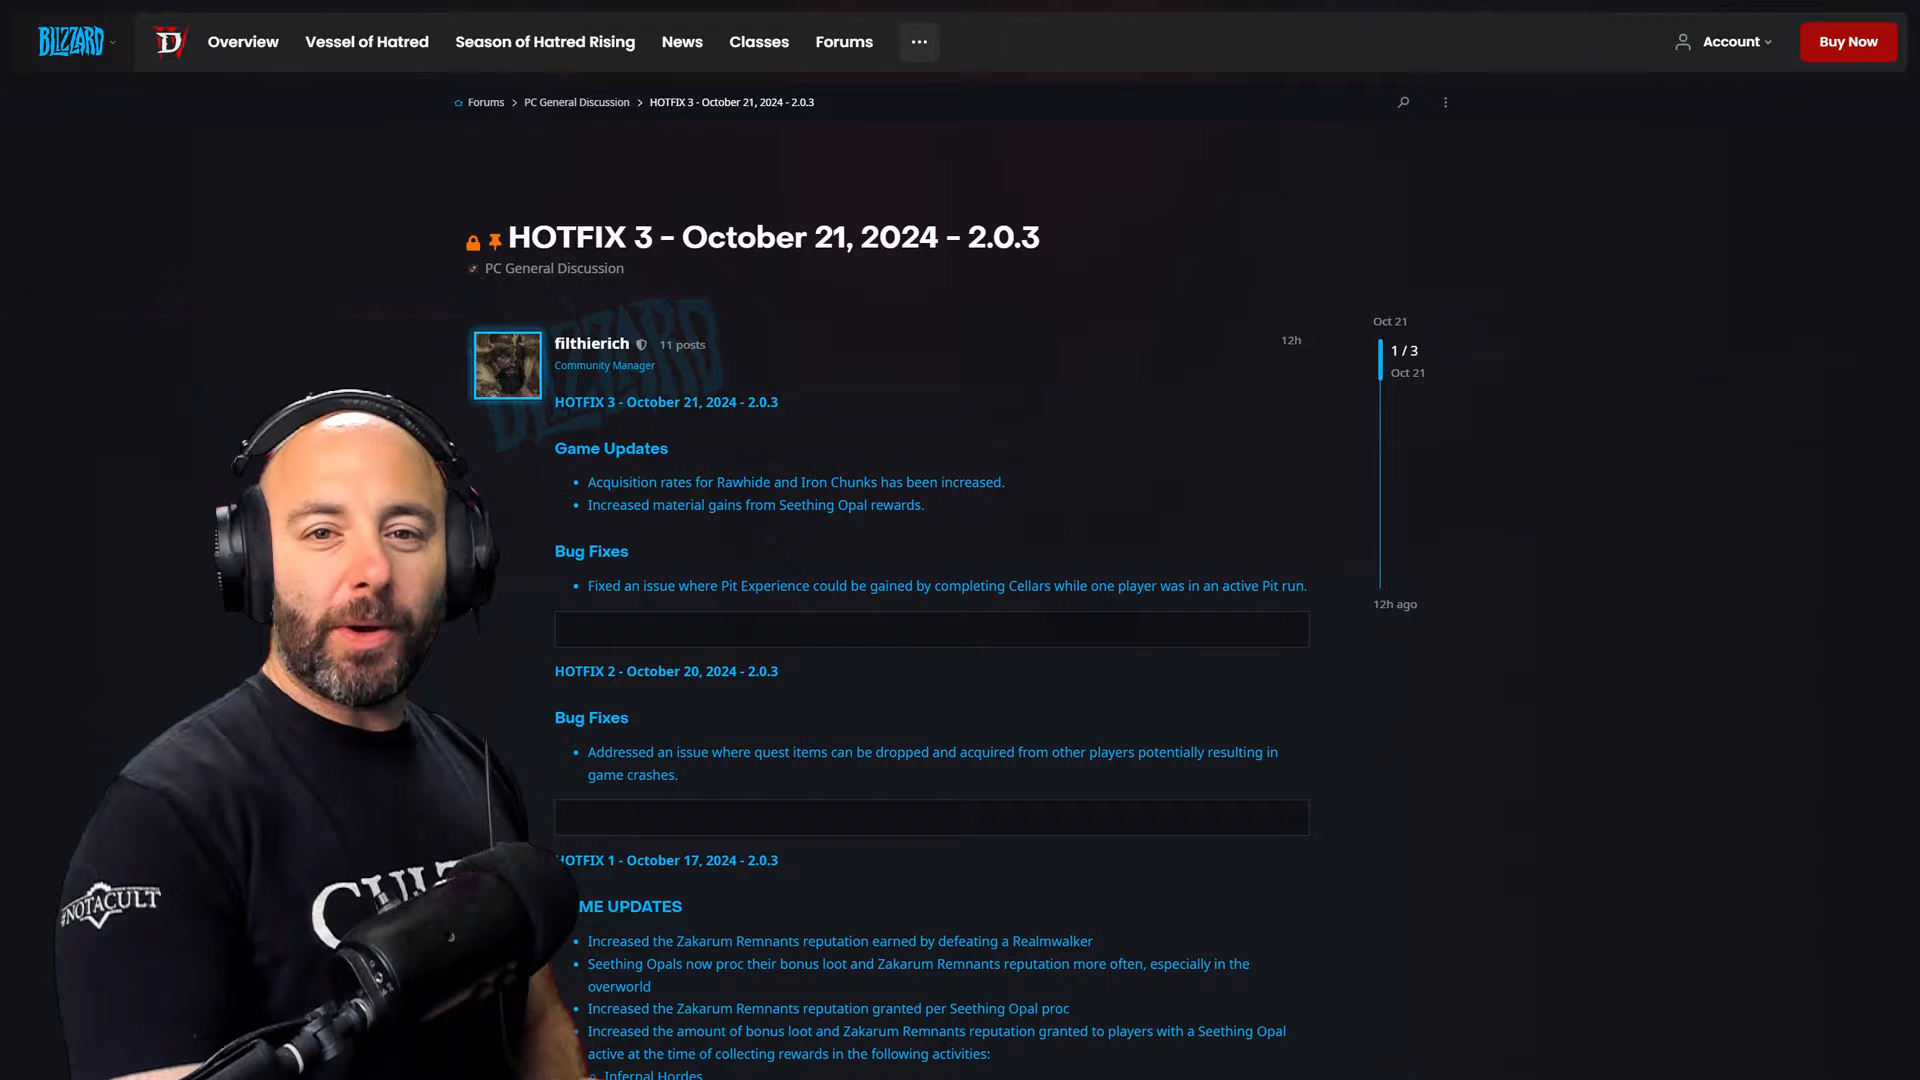 BLIZZARD
D
Overview
Vessel of Hatred
Season of Hatred Rising
News
Classes
Forums
Account
Buy Now
Forums > PC General Discussion > HOTFIX 3 - October 21, 2024 - 2.0.3
HOTFIX 3 - October 21, 2024 - 2.0.3
PC General Discussion
BLIZZARD
filthierich 11 posts
12h
Community Manager
Oct 21
1 / 3
Oct 21
12h ago
HOTFIX 3 - October 21, 2024 - 2.0.3
Game Updates
• Acquisition rates for Rawhide and Iron Chunks has been increased.
• Increased material gains from Seething Opal rewards.
Bug Fixes
• Fixed an issue where Pit Experience could be gained by completing Cellars while one player was in an active Pit run.
HOTFIX 2 - October 20, 2024 - 2.0.3
Bug Fixes
• Addressed an issue where quest items can be dropped and acquired from other players potentially resulting in
game crashes.
HOTFIX 1 - October 17, 2024 - 2.0.3
ME UPDATES
• Increased the Zakarum Remnants reputation earned by defeating a Realmwalker
• Seething Opals now proc their bonus loot and Zakarum Remnants reputation more often, especially in the
overworld
• Increased the Zakarum Remnants reputation granted per Seething Opal proc
• Increased the amount of bonus loot and Zakarum Remnants reputation granted to players with a Seething Opal
active at the time of collecting rewards in the following activities:
○ Infernal Hordes
#NOTACULT
CULT